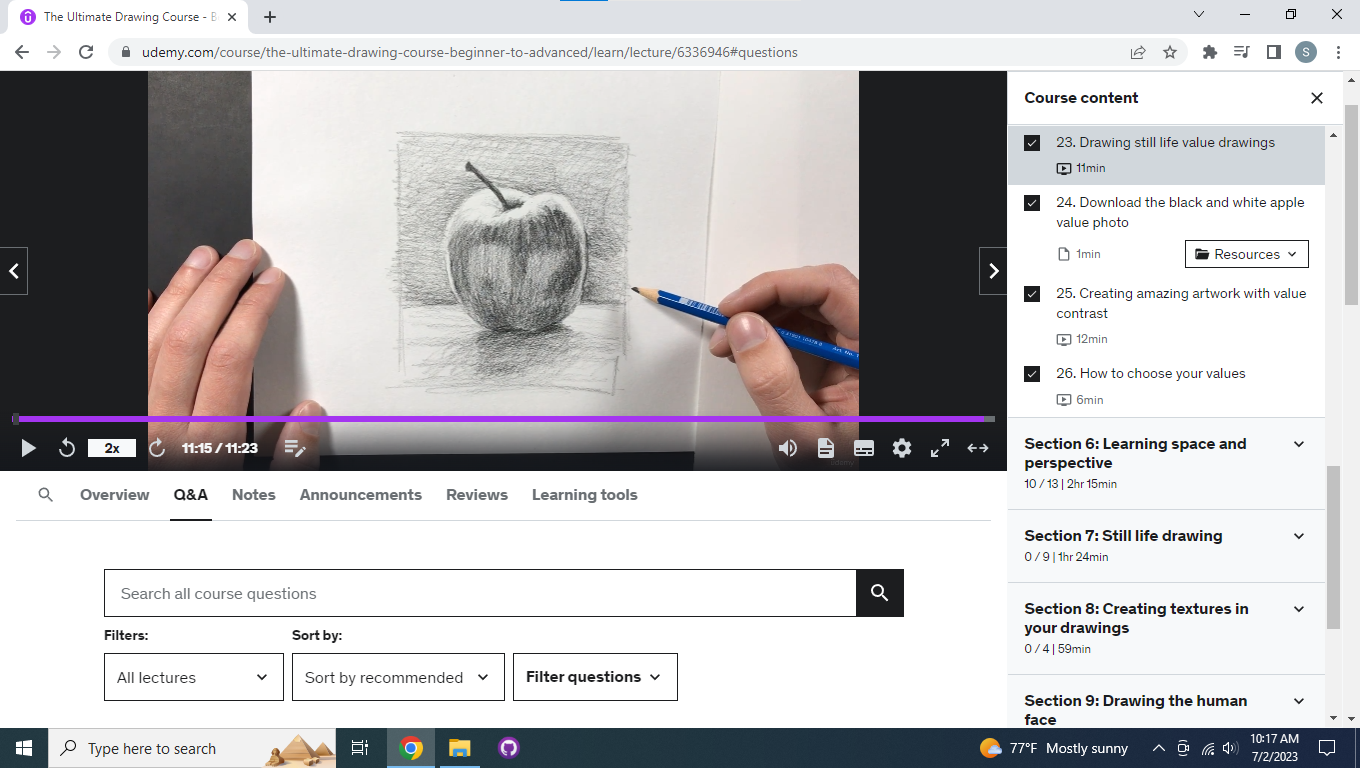 The Ultimate Drawing Course - B
udemy.com/course/the-ultimate-drawing-course-beginner-to-advanced/learn/lecture/6336946#questions
S
Course content
23. Drawing still life value drawings
11min
24. Download the black and white apple
value photo
1min
Resources
25. Creating amazing artwork with value
contrast
12min
26. How to choose your values
6min
Section 6: Learning space and
perspective
10 / 13 | 2hr 15min
Section 7: Still life drawing
0 / 9 | 1hr 24min
Section 8: Creating textures in
your drawings
0 / 4 | 59min
Section 9: Drawing the human
face
2x
11:15 / 11:23
Overview
Q&A
Notes
Announcements
Reviews
Learning tools
Search all course questions
Filters:
Sort by:
All lectures
Sort by recommended
Filter questions
Type here to search
77°F Mostly sunny
10:17 AM
7/2/2023